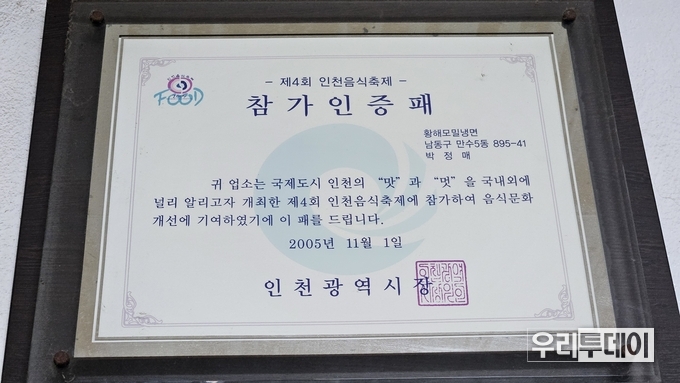 - 제4회 인천음식축제 -
FOOD
참가인증패
황해모밀냉면
남동구 만수5동 895-41
박 정 매
귀 업소는 국제도시 인천의 “맛”과 “멋”을 국내외에
널리 알리고자 개최한 제4회 인천음식축제에 참가하여 음식문화
개선에 기여하였기에 이 패를 드립니다.
2005년 11월 1일
인천광역시장
우리투데이